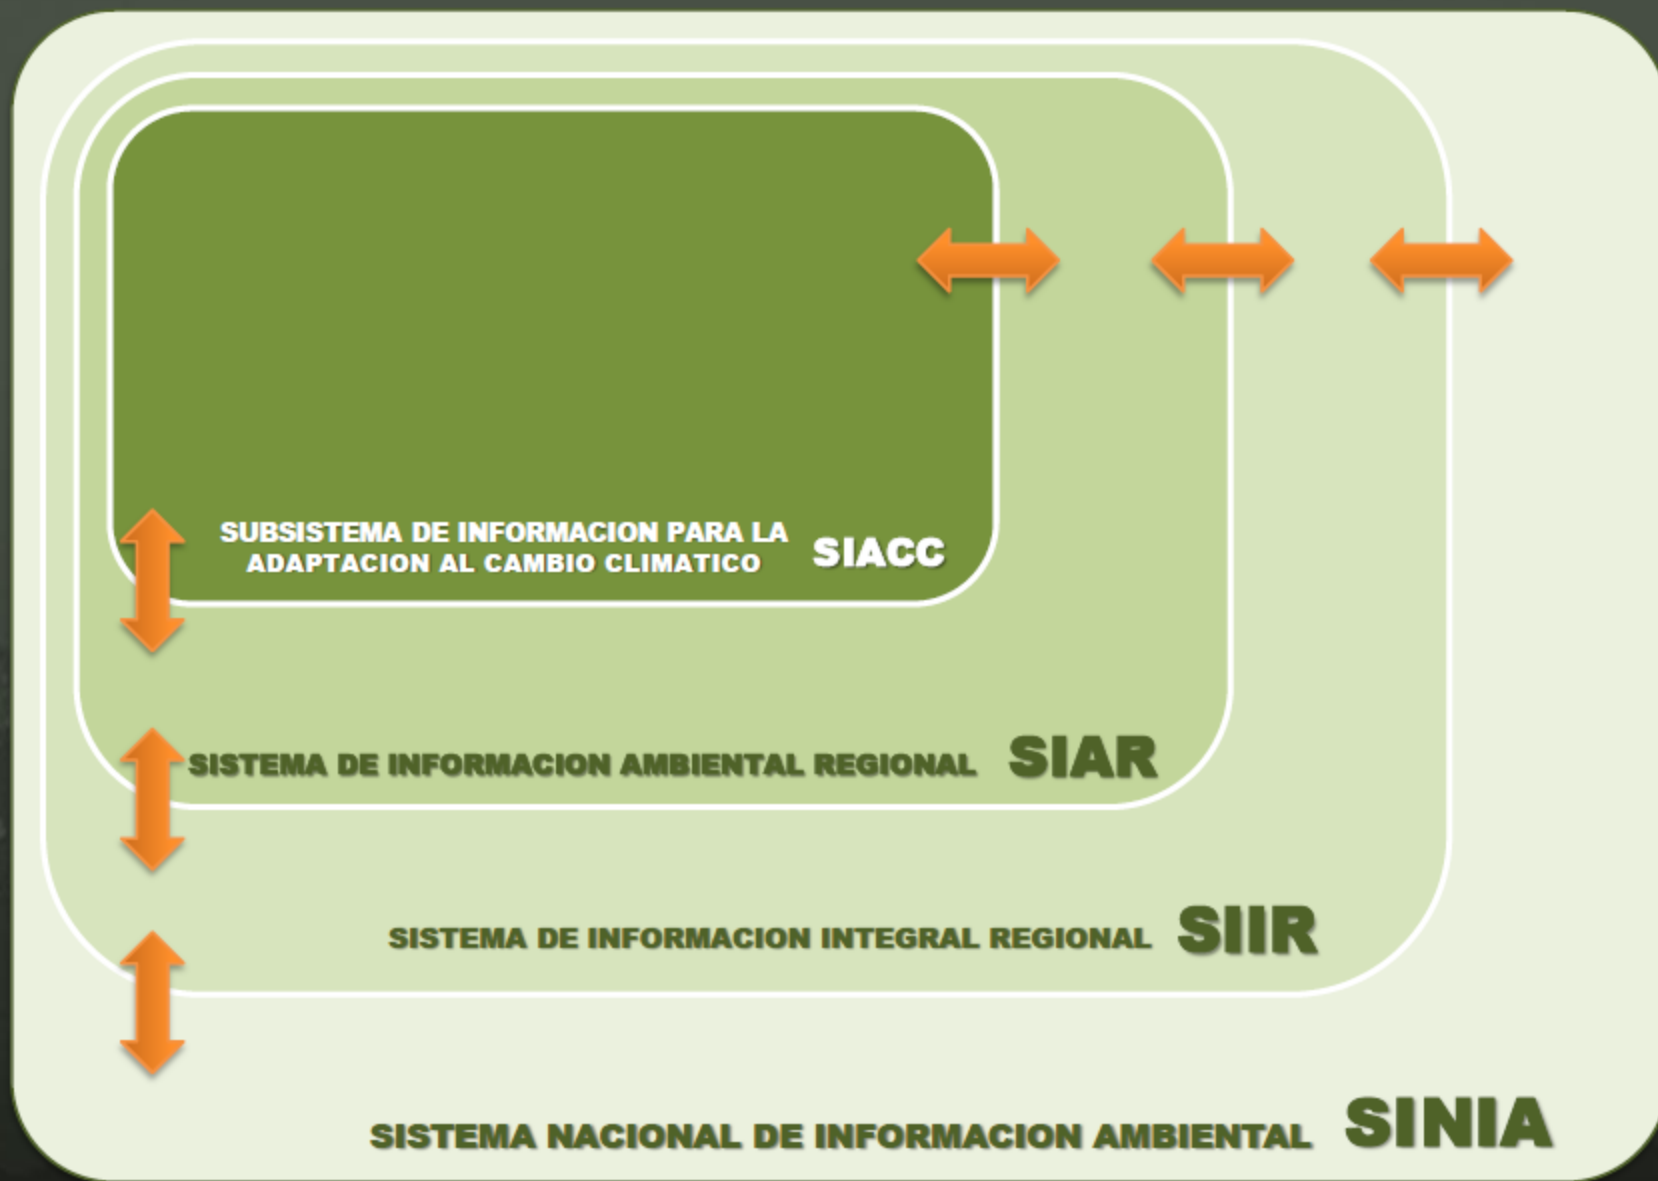 SUBSISTEMA DE INFORMACION PARA LA
ADAPTACION AL CAMBIO CLIMATICO SIACC
SISTEMA DE INFORMACION AMBIENTAL REGIONAL SIAR
SISTEMA DE INFORMACION INTEGRAL REGIONAL SIIR
SISTEMA NACIONAL DE INFORMACION AMBIENTAL SINIA